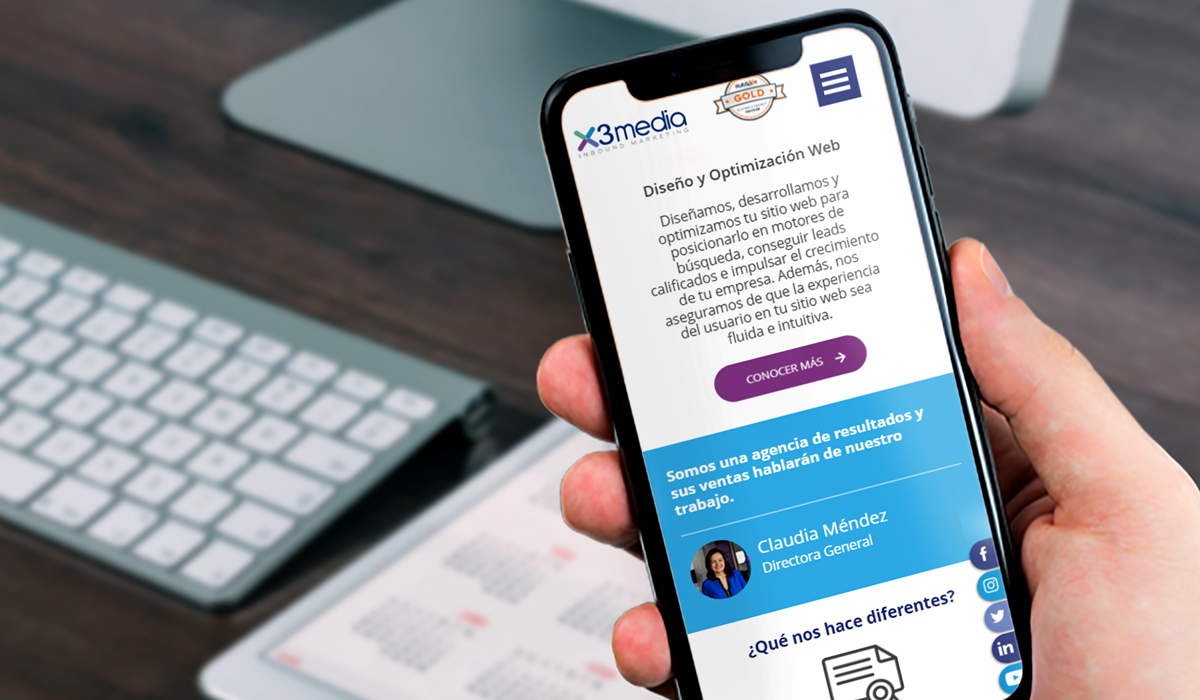 HubSpot
GOLD
x3media
INBOUND MARKETING
Diseño y Optimización Web
Diseñamos, desarrollamos y
optimizamos tu sitio web para
posicionarlo en motores de
búsqueda, conseguir leads
calificados e impulsar el crecimiento
de tu empresa. Además, nos
aseguramos de que la experiencia
del usuario en tu sitio web sea
fluida e intuitiva.
CONOCER MÁS
Somos una agencia de resultados y
sus ventas hablarán de nuestro
trabajo.
Claudia Méndez
Directora General
¿Qué nos hace diferentes?